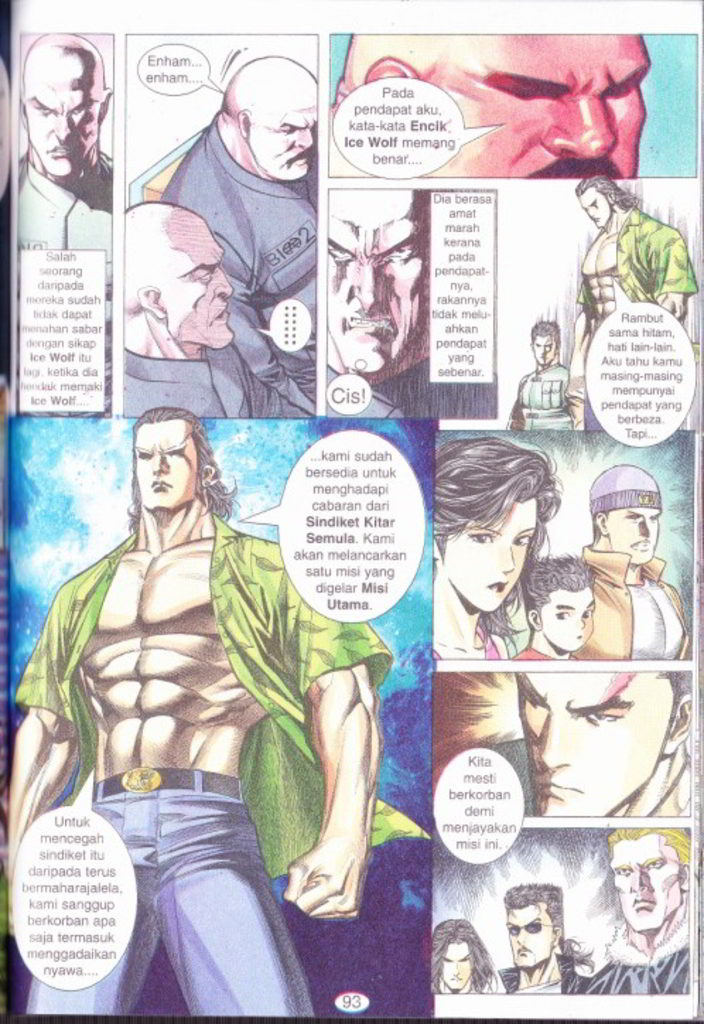 Enham...
enham....
Pada
pendapat aku,
kata-kata Encik
Ice Wolf memang
benar....
Salah
seorang
daripada
mereka sudah
tidak dapat
menahan sabar
dengan sikap
Ice Wolf itu
lagi, ketika dia
hendak memaki
Ice Wolf....
Cis!
Dia berasa
amat
marah
kerana
pada
pendapat-
nya,
rakannya
tidak melu-
ahkan
pendapat
yang
sebenar.
Rambut
sama hitam,
hati lain-lain.
Aku tahu kamu
masing-masing
mempunyai
pendapat yang
berbeza.
Tapi...
...kami sudah
bersedia untuk
menghadapi
cabaran dari
Sindiket Kitar
Semula. Kami
akan melancarkan
satu misi yang
digelar Misi
Utama.
Untuk
mencegah
sindiket itu
daripada terus
bermaharajalela,
kami sanggup
berkorban apa
saja termasuk
menggadaikan
nyawa....
Kita
mesti
berkorban
demi
menjayakan
misi ini.
93